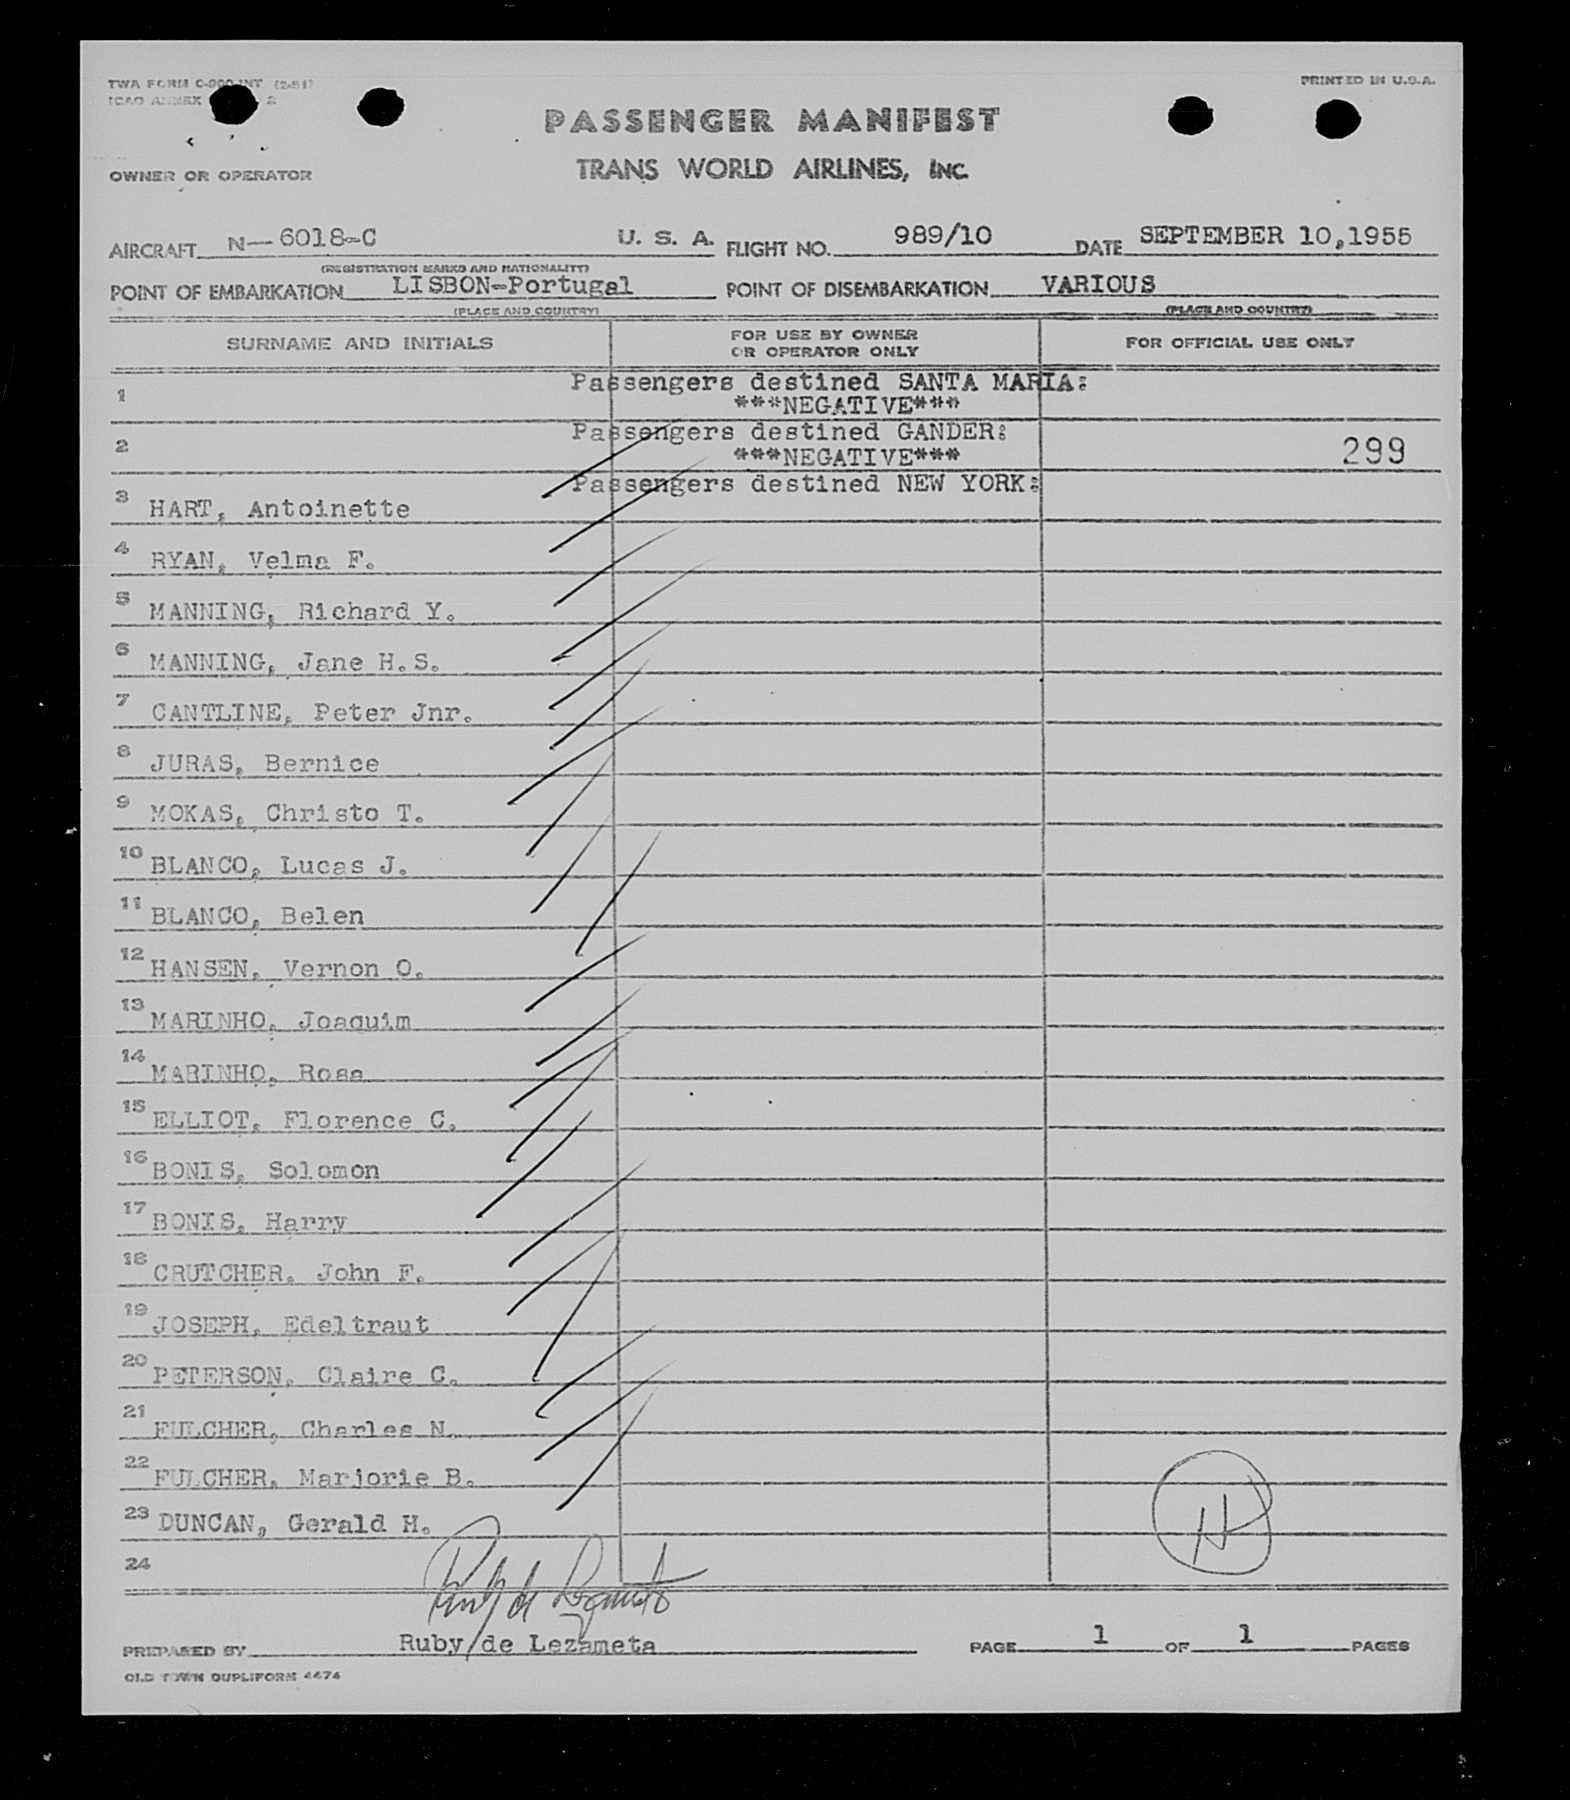 TWA FORM C-900-INT (2-51)
PRINTED IN U.S.A.
ICAO ANNEX 2
PASSENGER MANIFEST
OWNER OR OPERATOR
TRANS WORLD AIRLINES, INC.
AIRCRAFT N-6018-C U. S. A. FLIGHT NO. 989/10 DATE SEPTEMBER 10,1955
(REGISTRATION MARKS AND NATIONALITY)
POINT OF EMBARKATION LISBON-Portugal POINT OF DISEMBARKATION VARIOUS
(PLACE AND COUNTRY) (PLACE AND COUNTRY)
SURNAME AND INITIALS FOR USE BY OWNER OR OPERATOR ONLY FOR OFFICIAL USE ONLY
1 Passengers destined SANTA MARIA:
***NEGATIVE***
2 Passengers destined GANDER:
***NEGATIVE*** 299
Passengers destined NEW YORK:
3 HART, Antoinette
4 RYAN, Velma F.
5 MANNING, Richard Y.
6 MANNING, Jane H.S.
7 CANTLINE, Peter Jnr.
8 JURAS, Bernice
9 MOKAS, Christo T.
10 BLANCO, Lucas J.
11 BLANCO, Belen
12 HANSEN, Vernon O.
13 MARINHO, Joaquim
14 MARINHO, Rosa
15 ELLIOT, Florence C.
16 BONIS, Solomon
17 BONIS, Harry
18 CRUTCHER, John F.
19 JOSEPH, Edeltraut
20 PETERSON, Claire C.
21 FULCHER, Charles N.
22 FULCHER, Marjorie B.
23 DUNCAN, Gerald H.
24
Ruby de Lezameta
PREPARED BY Ruby de Lezameta PAGE 1 OF 1 PAGES
OLD TOWN DUPLIFORM 4474